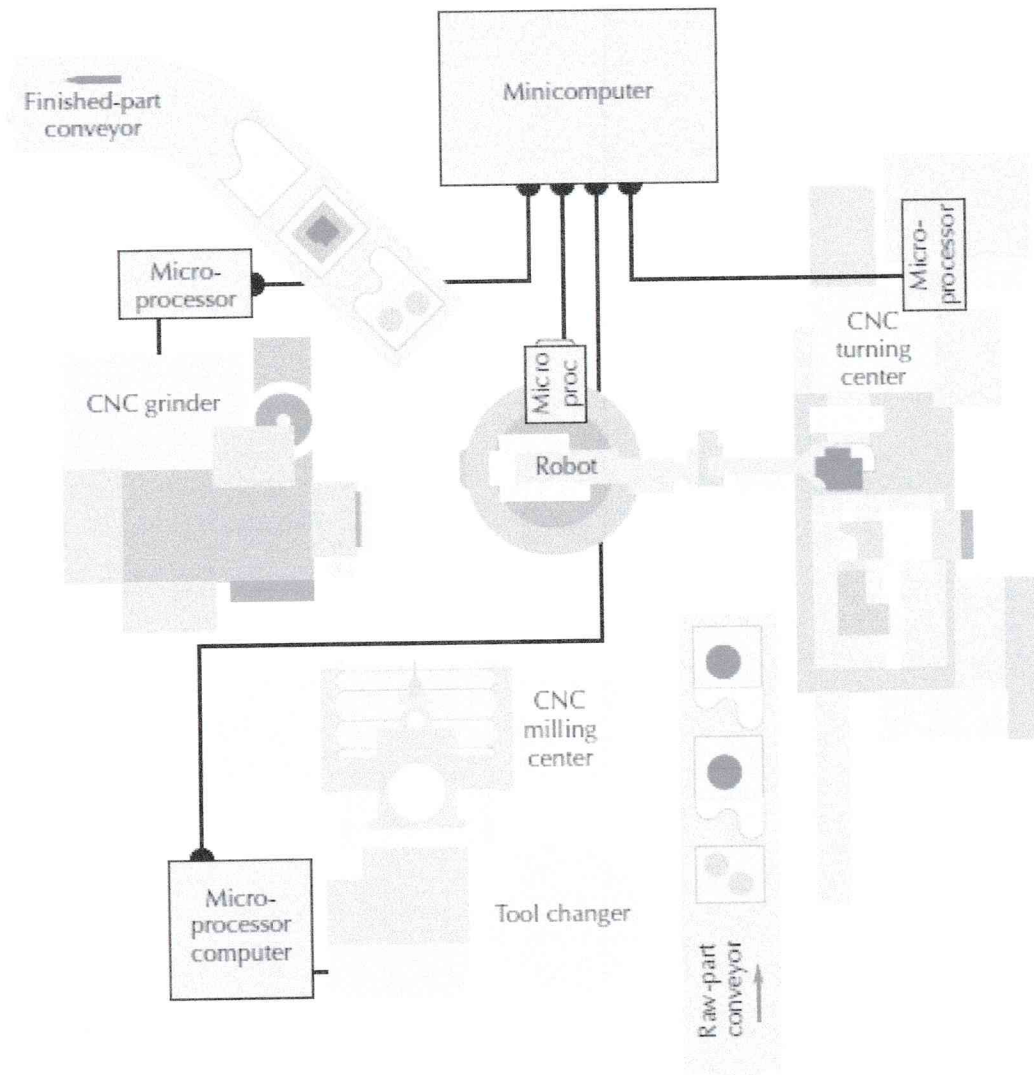 Minicomputer
Finished-part
conveyor
Micro-
processor
Micro-
processor
CNC
turning
center
Micro
proc
CNC grinder
Robot
CNC
milling
center
Micro-
processor
computer
Tool changer
Raw-part
conveyor